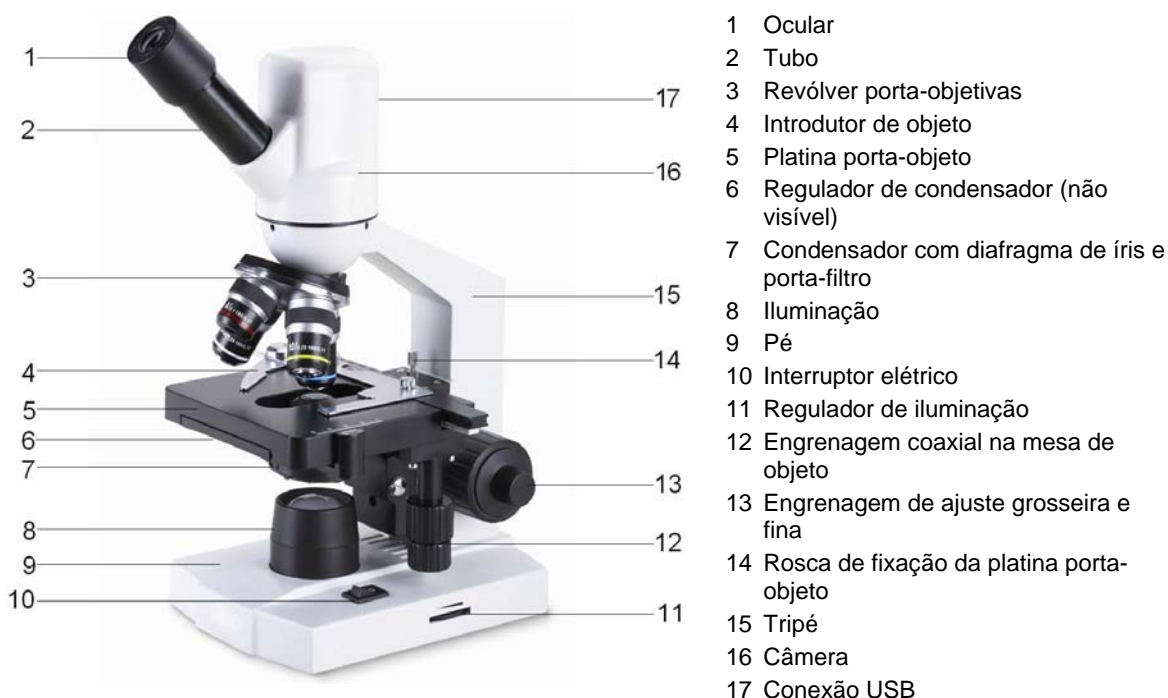 1
2
3
4
5
6
7
8
9
10
17
16
15
14
13
12
11
1 Ocular
2 Tubo
3 Revólver porta-objetivas
4 Introdutor de objeto
5 Platina porta-objeto
6 Regulador de condensador (não
visível)
7 Condensador com diafragma de íris e
porta-filtro
8 Iluminação
9 Pé
10 Interruptor elétrico
11 Regulador de iluminação
12 Engrenagem coaxial na mesa de
objeto
13 Engrenagem de ajuste grosseira e
fina
14 Rosca de fixação da platina porta-
objeto
15 Tripé
16 Câmera
17 Conexão USB